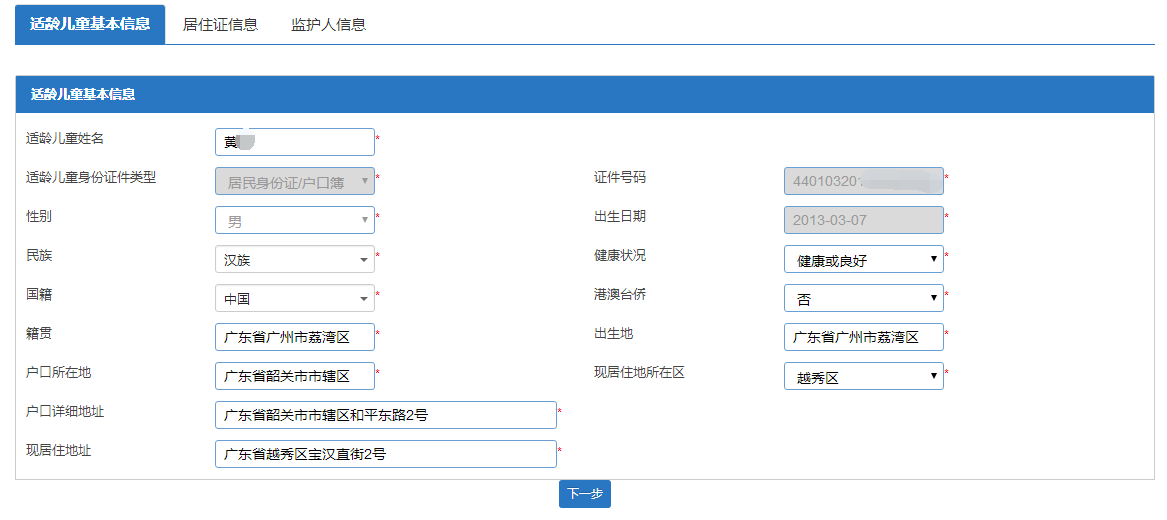 适龄儿童基本信息 居住证信息 监护人信息
适龄儿童基本信息
适龄儿童姓名 黄 *
适龄儿童身份证件类型 居民身份证/户口簿 * 证件号码 44010320 *
性别 男 * 出生日期 2013-03-07 *
民族 汉族 * 健康状况 健康或良好 *
国籍 中国 * 港澳台侨 否 *
籍贯 广东省广州市荔湾区 * 出生地 广东省广州市荔湾区 *
户口所在地 广东省韶关市市辖区 * 现居住地所在区 越秀区 *
户口详细地址 广东省韶关市市辖区和平东路2号 *
现居住地址 广东省越秀区宝汉直街2号 *
下一步